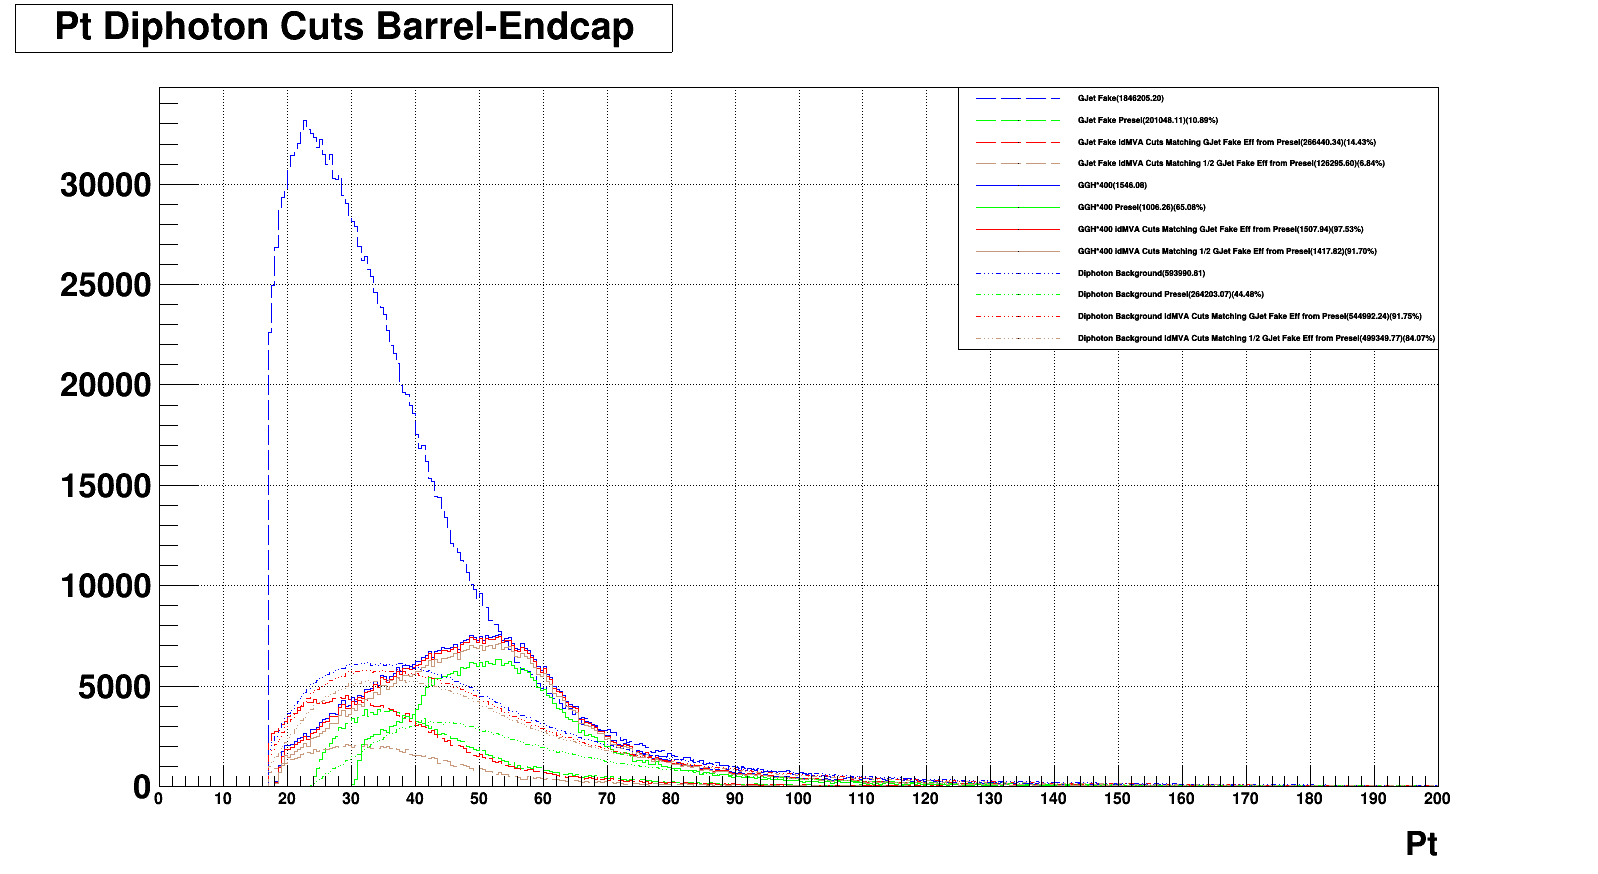 Pt Diphoton Cuts Barrel-Endcap
GJet Fake(1846205.20)
GJet Fake Presel(201048.11)(10.89%)
GJet Fake IdMVA Cuts Matching GJet Fake Eff from Presel(266440.34)(14.43%)
GJet Fake IdMVA Cuts Matching 1/2 GJet Fake Eff from Presel(126295.60)(6.84%)
GGH*400(1546.08)
GGH*400 Presel(1006.26)(65.08%)
GGH*400 IdMVA Cuts Matching GJet Fake Eff from Presel(1507.94)(97.53%)
GGH*400 IdMVA Cuts Matching 1/2 GJet Fake Eff from Presel(1417.82)(91.70%)
Diphoton Background(593990.81)
Diphoton Background Presel(264203.07)(44.48%)
Diphoton Background IdMVA Cuts Matching GJet Fake Eff from Presel(544992.24)(91.75%)
Diphoton Background IdMVA Cuts Matching 1/2 GJet Fake Eff from Presel(499349.77)(84.07%)
30000
25000
20000
15000
10000
5000
0
0 10 20 30 40 50 60 70 80 90 100 110 120 130 140 150 160 170 180 190 200
Pt